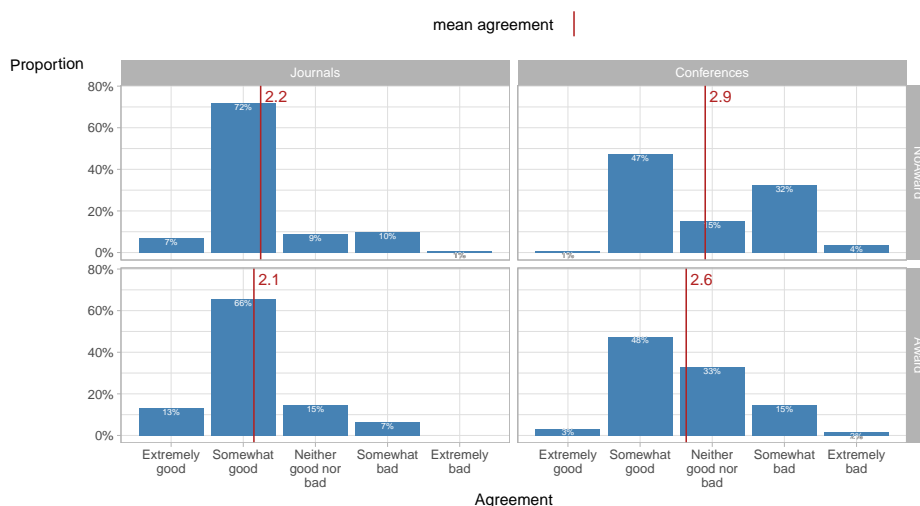 mean agreement
Proportion
Journals
Conferences
80%
60%
40%
20%
0%
7%
72%
9%
10%
1%
2.2
1%
47%
15%
32%
4%
2.9
NoAward
80%
60%
40%
20%
0%
13%
66%
15%
7%
2.1
3%
48%
33%
15%
2%
2.6
Award
Extremely
good
Somewhat
good
Neither
good nor
bad
Somewhat
bad
Extremely
bad
Extremely
good
Somewhat
good
Neither
good nor
bad
Somewhat
bad
Extremely
bad
Agreement